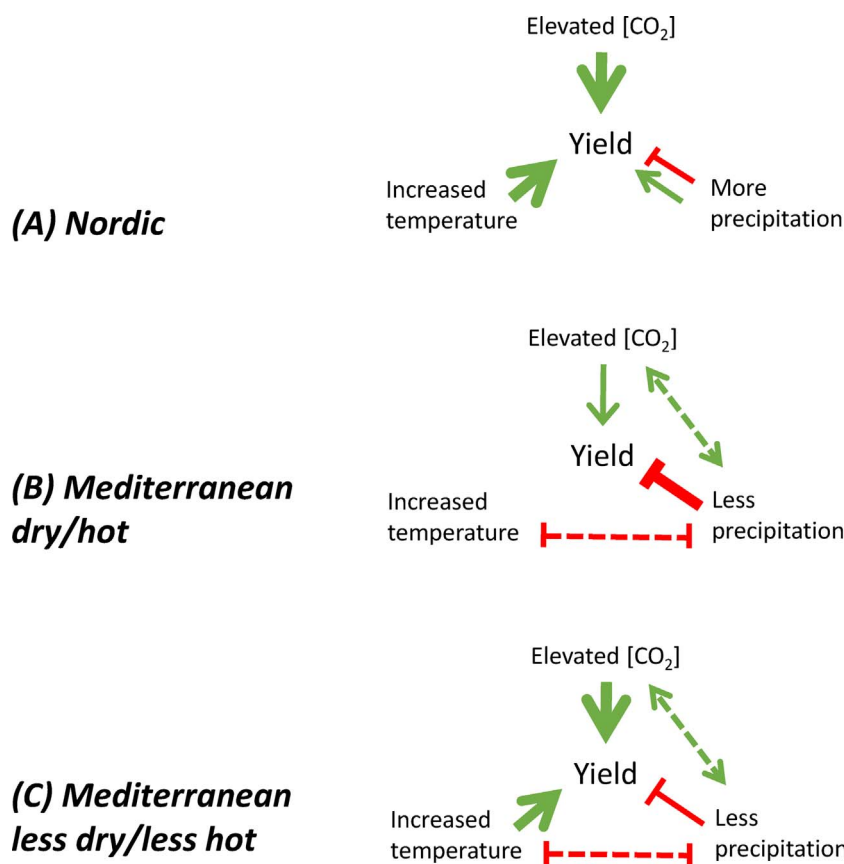 Elevated [CO₂]
Yield
Increased
temperature
More
precipitation
(A) Nordic
Elevated [CO₂]
Yield
Increased
temperature
Less
precipitation
(B) Mediterranean
dry/hot
Elevated [CO₂]
Yield
Increased
temperature
Less
precipitation
(C) Mediterranean
less dry/less hot